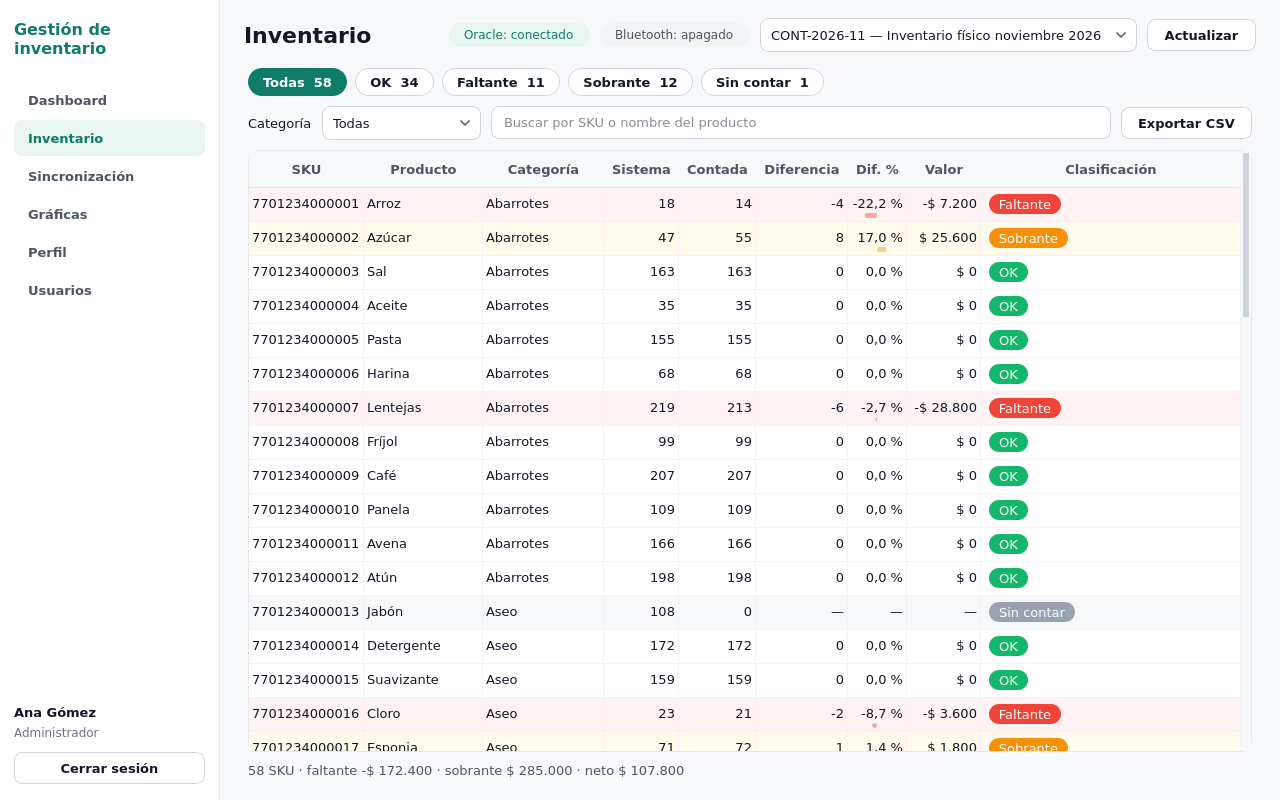 Gestión de
inventario
Dashboard
Inventario
Sincronización
Gráficas
Perfil
Usuarios
Ana Gómez
Administrador
Cerrar sesión
Inventario
Oracle: conectado
Bluetooth: apagado
CONT-2026-11 — Inventario físico noviembre 2026
Actualizar
Todas 58
OK 34
Faltante 11
Sobrante 12
Sin contar 1
Categoría
Todas
Buscar por SKU o nombre del producto
Exportar CSV
SKU Producto Categoría Sistema Contada Diferencia Dif. % Valor Clasificación
7701234000001 Arroz Abarrotes 18 14 -4 -22,2 % -$ 7.200 Faltante
7701234000002 Azúcar Abarrotes 47 55 8 17,0 % $ 25.600 Sobrante
7701234000003 Sal Abarrotes 163 163 0 0,0 % $ 0 OK
7701234000004 Aceite Abarrotes 35 35 0 0,0 % $ 0 OK
7701234000005 Pasta Abarrotes 155 155 0 0,0 % $ 0 OK
7701234000006 Harina Abarrotes 68 68 0 0,0 % $ 0 OK
7701234000007 Lentejas Abarrotes 219 213 -6 -2,7 % -$ 28.800 Faltante
7701234000008 Fríjol Abarrotes 99 99 0 0,0 % $ 0 OK
7701234000009 Café Abarrotes 207 207 0 0,0 % $ 0 OK
7701234000010 Panela Abarrotes 109 109 0 0,0 % $ 0 OK
7701234000011 Avena Abarrotes 166 166 0 0,0 % $ 0 OK
7701234000012 Atún Abarrotes 198 198 0 0,0 % $ 0 OK
7701234000013 Jabón Aseo 108 0 — — — Sin contar
7701234000014 Detergente Aseo 172 172 0 0,0 % $ 0 OK
7701234000015 Suavizante Aseo 159 159 0 0,0 % $ 0 OK
7701234000016 Cloro Aseo 23 21 -2 -8,7 % -$ 3.600 Faltante
7701234000017 Esponja Aseo 71 72 1 1,4 % $ 1.800 Sobrante
58 SKU · faltante -$ 172.400 · sobrante $ 285.000 · neto $ 107.800